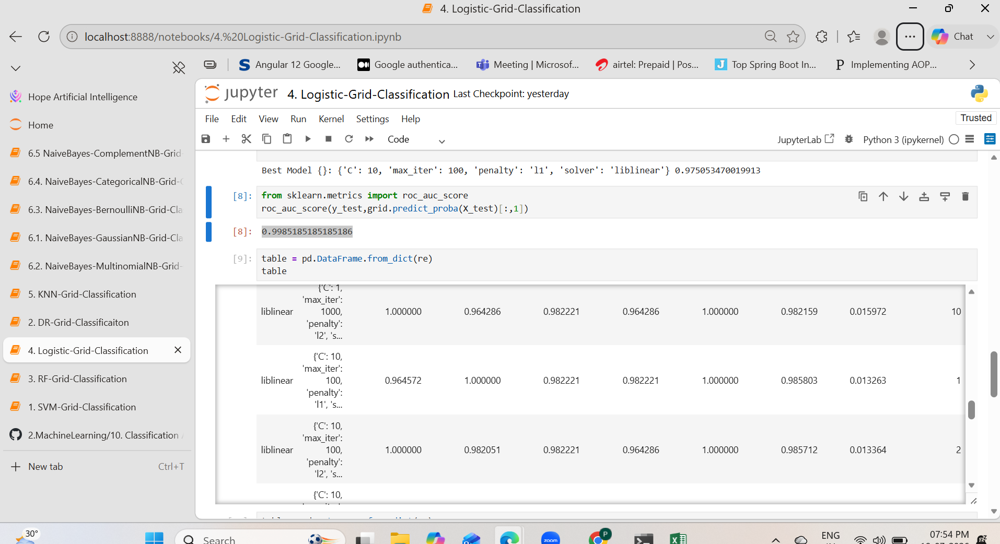 4. Logistic-Grid-Classification
localhost:8888/notebooks/4.%20Logistic-Grid-Classification.ipynb
Chat
Angular 12 Google...
Google authentica...
Meeting | Microsof...
airtel: Prepaid | Pos...
Top Spring Boot In...
Implementing AOP...
Hope Artificial Intelligence
Home
6.5 NaiveBayes-ComplementNB-Grid-
6.4. NaiveBayes-CategoricalNB-Grid-C
6.3. NaiveBayes-BernoulliNB-Grid-Cla
6.1. NaiveBayes-GaussianNB-Grid-Cla
6.2. NaiveBayes-MultinomialNB-Grid-
5. KNN-Grid-Classification
2. DR-Grid-Classificaiton
4. Logistic-Grid-Classification
3. RF-Grid-Classification
1. SVM-Grid-Classification
2.MachineLearning/10. Classification
New tab Ctrl+T
jupyter 4. Logistic-Grid-Classification Last Checkpoint: yesterday
File Edit View Run Kernel Settings Help
Trusted
Code
JupyterLab
Python 3 (ipykernel)
Best Model {}: {'C': 10, 'max_iter': 100, 'penalty': 'l1', 'solver': 'liblinear'} 0.975053470019913
[8]: from sklearn.metrics import roc_auc_score
roc_auc_score(y_test,grid.predict_proba(X_test)[:,1])
[8]: 0.9985185185185186
[9]: table = pd.DataFrame.from_dict(re)
table
{'C': 1,
'max_iter':
liblinear 1000, 1.000000 0.964286 0.982221 0.964286 1.000000 0.982159 0.015972 10
'penalty':
'l2', 's...
{'C': 10,
'max_iter':
liblinear 100, 0.964572 1.000000 0.982221 0.982221 1.000000 0.985803 0.013263 1
'penalty':
'l1', 's...
{'C': 10,
'max_iter':
liblinear 100, 1.000000 0.982051 0.982221 0.964286 1.000000 0.985712 0.013364 2
'penalty':
'l2', 's...
{'C': 10,
30°
Search
zoom
P
ENG
07:54 PM